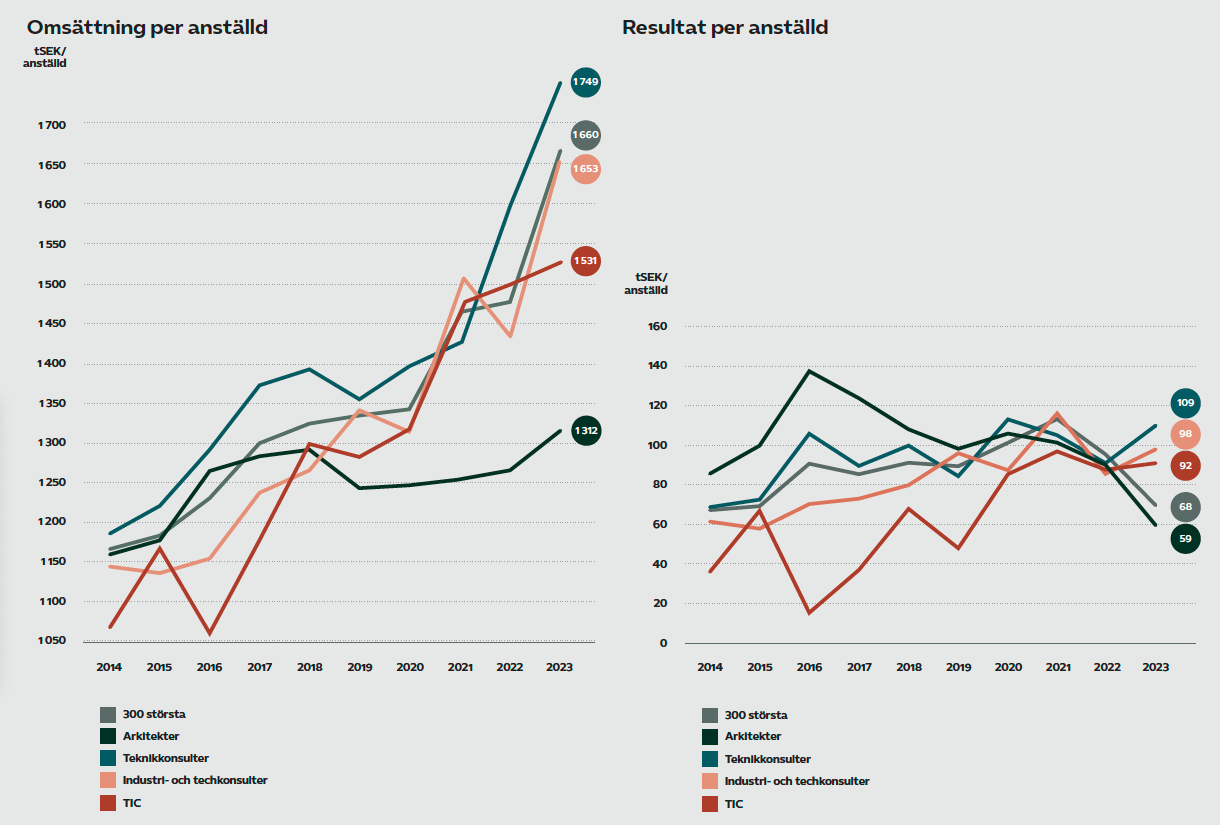 Omsättning per anställd
tSEK/
anställd
1 749
1 700
1 660
1 650
1 653
1 600
1 550
1 531
1 500
1 450
1 400
1 350
1 312
1 300
1 250
1 200
1 150
1 100
1 050
2014 2015 2016 2017 2018 2019 2020 2021 2022 2023
300 största
Arkitekter
Teknikkonsulter
Industri- och techkonsulter
TIC
Resultat per anställd
tSEK/
anställd
160
140
120
109
100
98
92
80
68
60
59
40
20
0
2014 2015 2016 2017 2018 2019 2020 2021 2022 2023
300 största
Arkitekter
Teknikkonsulter
Industri- och techkonsulter
TIC